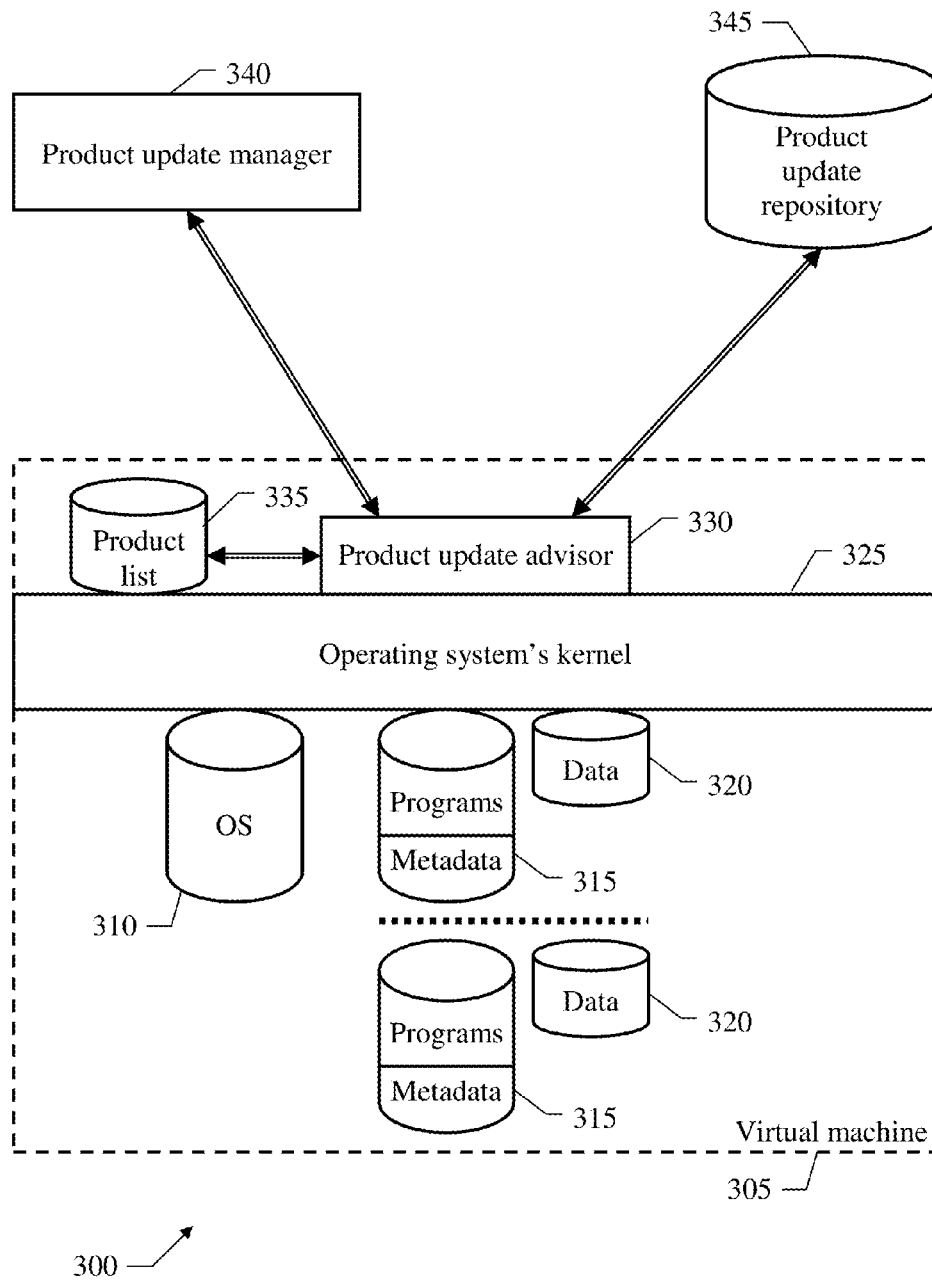 345
340
Product update manager
Product
update
repository
335
330
Product
list
Product update advisor
325
Operating system's kernel
Data
320
OS
Programs
Metadata
315
310
Data
320
Programs
Metadata
315
Virtual machine
305
300